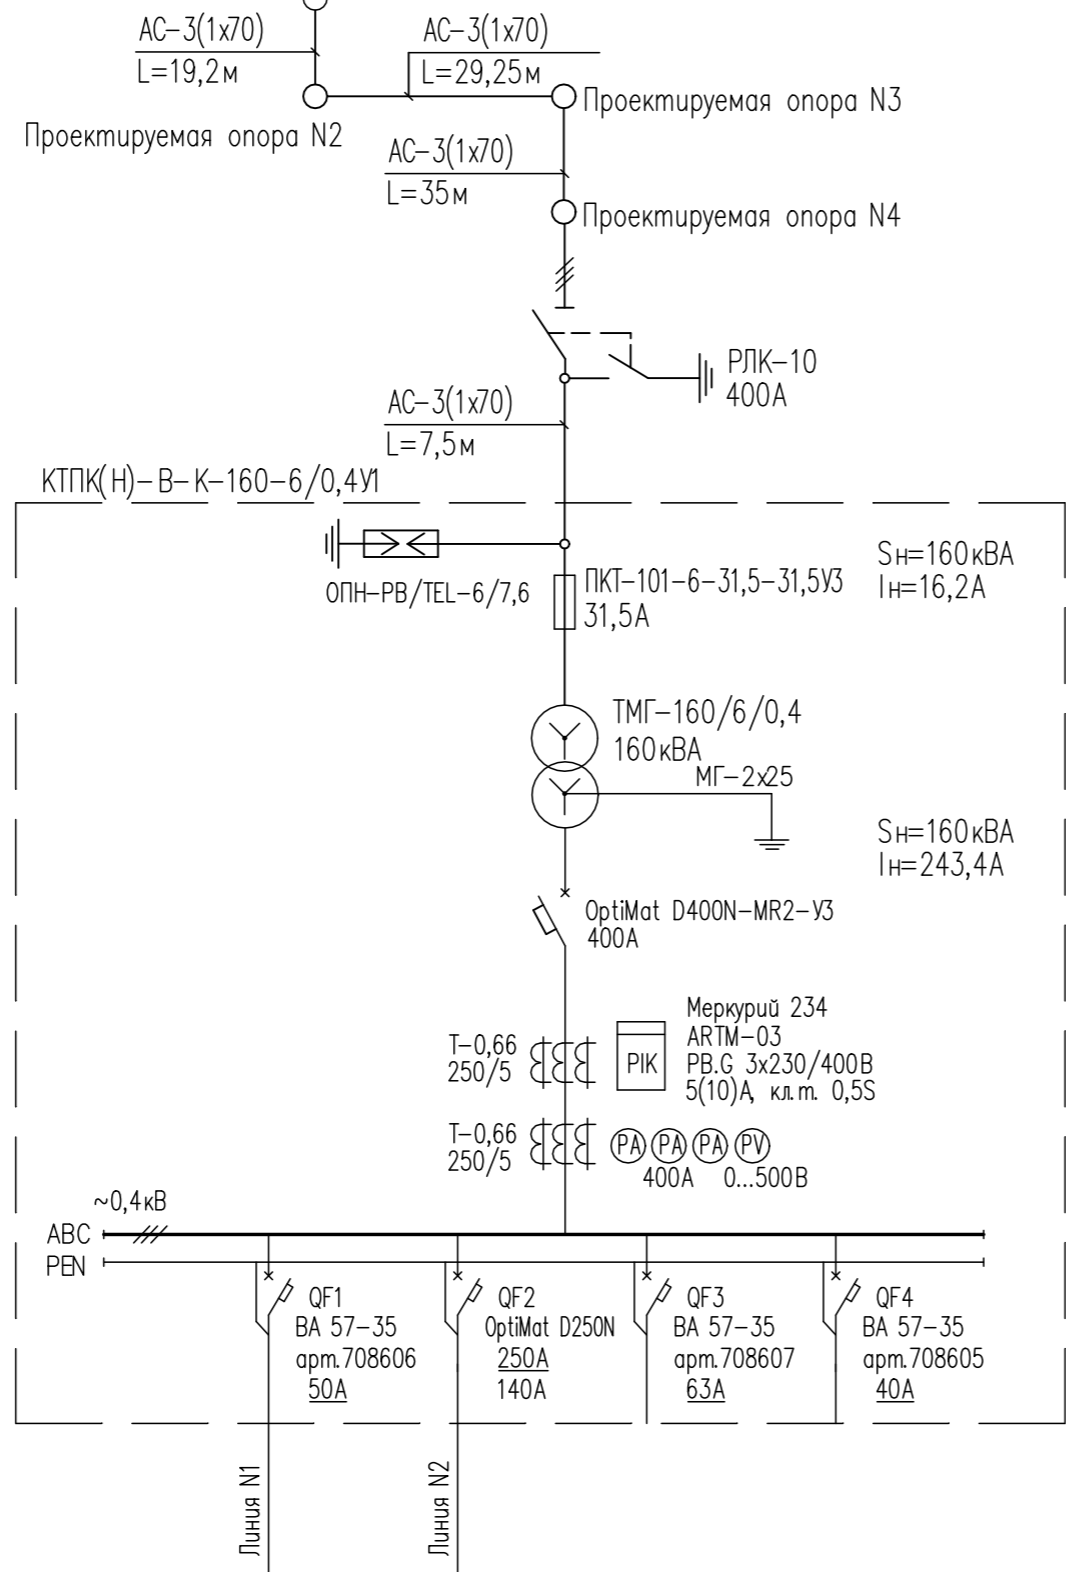 АС-3(1х70)
L=19,2м
АС-3(1х70)
L=29,25м
Проектируемая опора N2
Проектируемая опора N3
АС-3(1х70)
L=35м
Проектируемая опора N4
РЛК-10
400А
АС-3(1х70)
L=7,5м
КТПК(Н)-В-К-160-6/0,4У1
ОПН-РВ/TEL-6/7,6
ПКТ-101-6-31,5-31,5У3
31,5А
Sн=160кВА
Iн=16,2А
ТМГ-160/6/0,4
160кВА
МГ-2х25
Sн=160кВА
Iн=243,4А
OptiMat D400N-MR2-У3
400А
Т-0,66
250/5
PIK
Меркурий 234
ARTM-03
PB.G 3х230/400В
5(10)А, кл.т. 0,5S
Т-0,66
250/5
PA PA PA PV
400А 0...500В
~0,4кВ
ABC
PEN
QF1
ВА 57-35
арт.708606
50А
QF2
OptiMat D250N
250А
140А
QF3
ВА 57-35
арт.708607
63А
QF4
ВА 57-35
арт.708605
40А
Линия N1
Линия N2